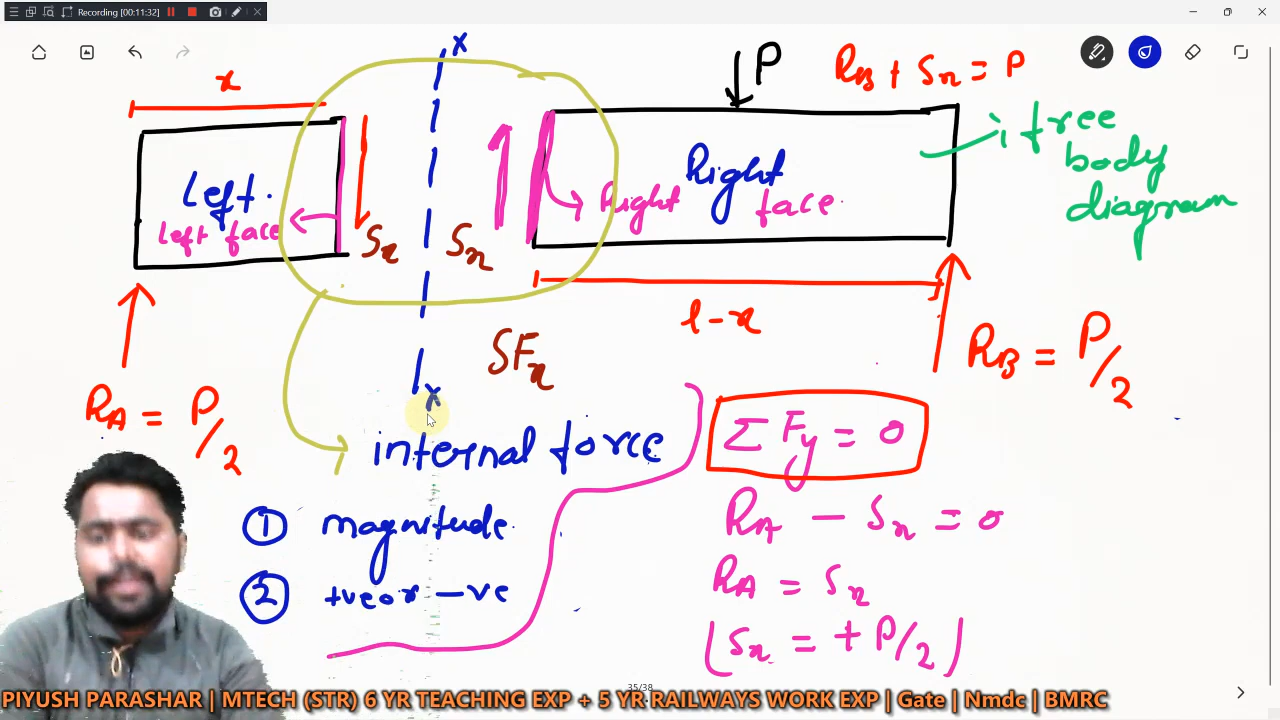 Recording [00:11:32]
x
x
P
RB + Sx = P
free
body
diagram
Left
Left face
Right
Right face
Sx
Sx
l-x
SFx
RA = P/2
RB = P/2
x
internal force
① magnitude
② +ve or -ve
ΣFy = 0
RA - Sx = 0
RA = Sx
Sx = + P/2
35/38
PIYUSH PARASHAR | MTECH (STR) 6 YR TEACHING EXP + 5 YR RAILWAYS WORK EXP | Gate | Nmdc | BMRC